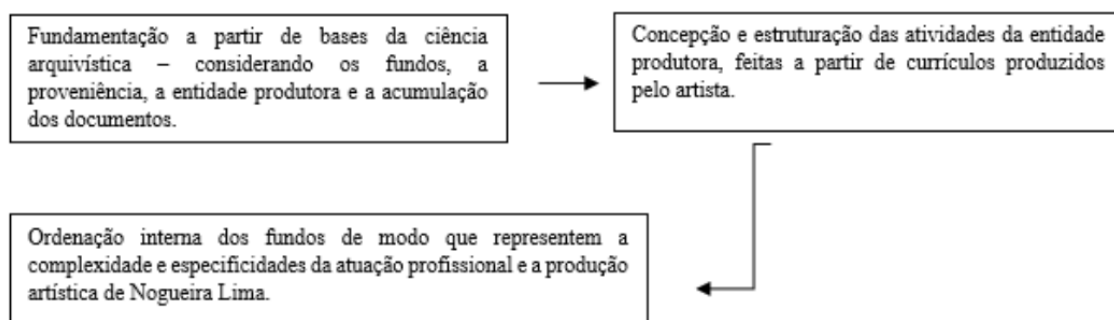 Fundamentação a partir de bases da ciência
arquivística – considerando os fundos, a
proveniência, a entidade produtora e a acumulação
dos documentos.
Concepção e estruturação das atividades da entidade
produtora, feitas a partir de currículos produzidos
pelo artista.
Ordenação interna dos fundos de modo que representem a
complexidade e especificidades da atuação profissional e a produção
artística de Nogueira Lima.